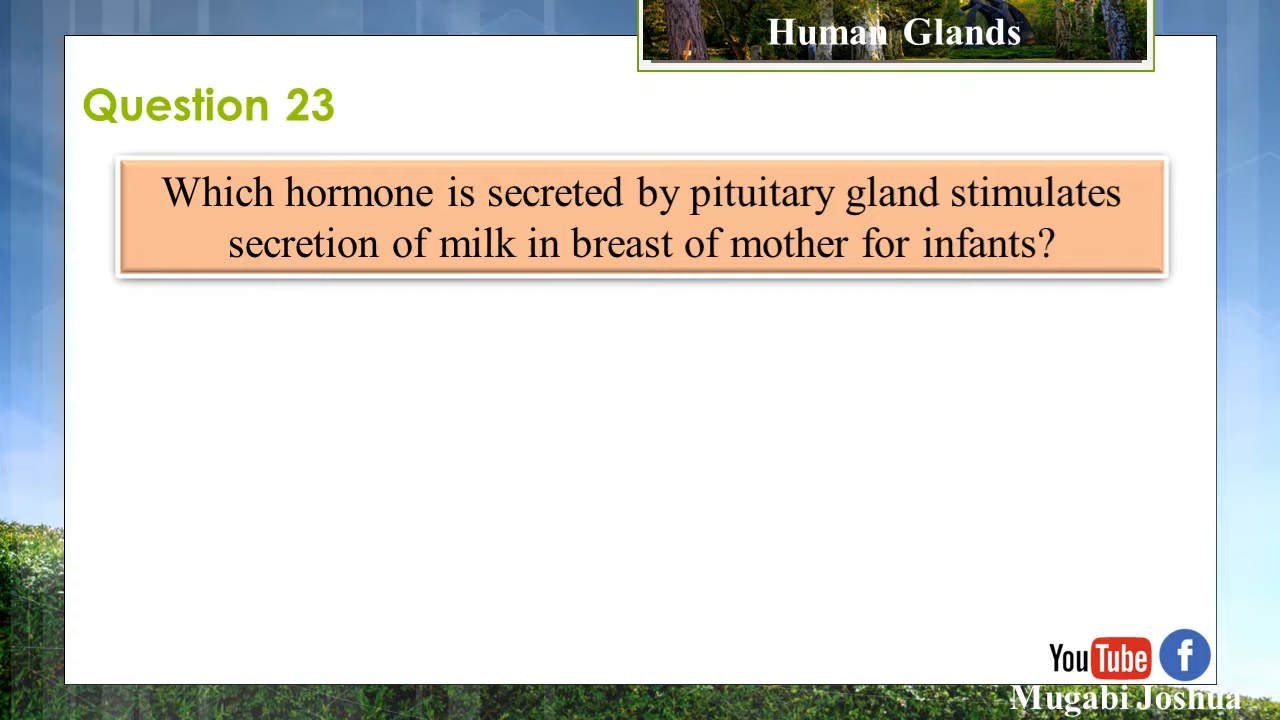 Human Glands
Question 23
Which hormone is secreted by pituitary gland stimulates
secretion of milk in breast of mother for infants?
YouTube f
Mugabi Joshua